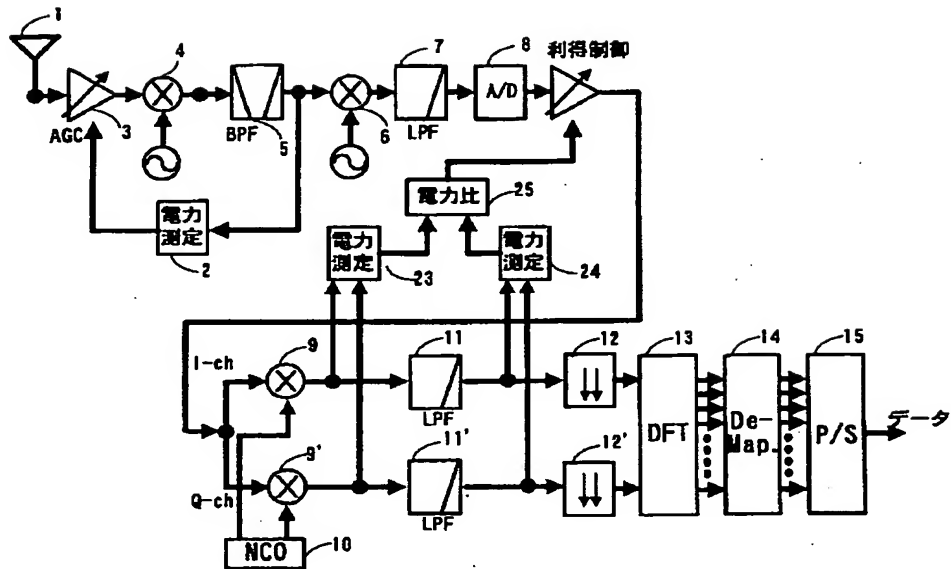 1
4
7
8
利得制御
A/D
AGC
3
BPF
5
6
LPF
電力比
25
電力
測定
2
電力
測定
23
電力
測定
24
I-ch
9
11
LPF
12
13
14
15
DFT
De-
Map.
P/S
データ
Q-ch
9'
11'
LPF
12'
NCO
10